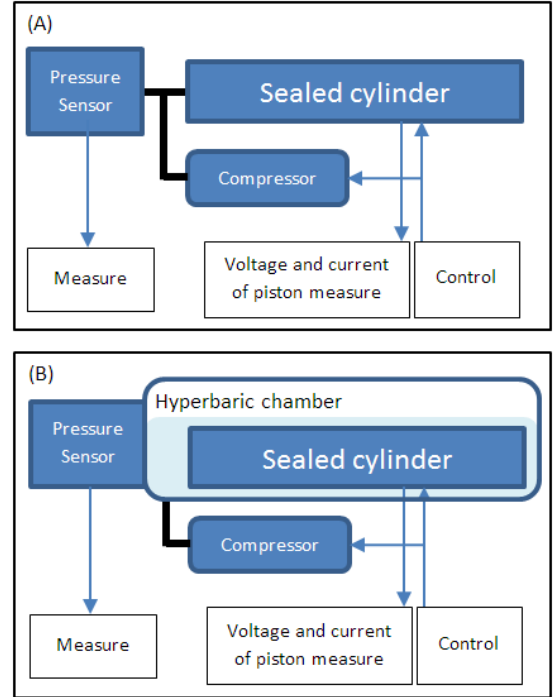 (A)
Pressure
Sensor
Sealed cylinder
Compressor
Measure
Voltage and current
of piston measure
Control
(B)
Hyperbaric chamber
Pressure
Sensor
Sealed cylinder
Compressor
Measure
Voltage and current
of piston measure
Control